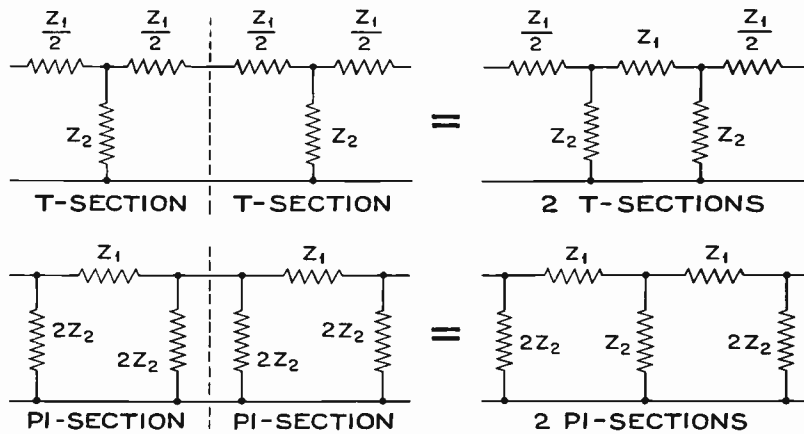 Z₁/2 Z₁/2 Z₁/2 Z₁/2 Z₁/2 Z₁ Z₁/2
Z₂ Z₂ = Z₂ Z₂
T-SECTION T-SECTION 2 T-SECTIONS
Z₁ Z₁ Z₁ Z₁
2Z₂ 2Z₂ 2Z₂ 2Z₂ = 2Z₂ Z₂ 2Z₂
PI-SECTION PI-SECTION 2 PI-SECTIONS